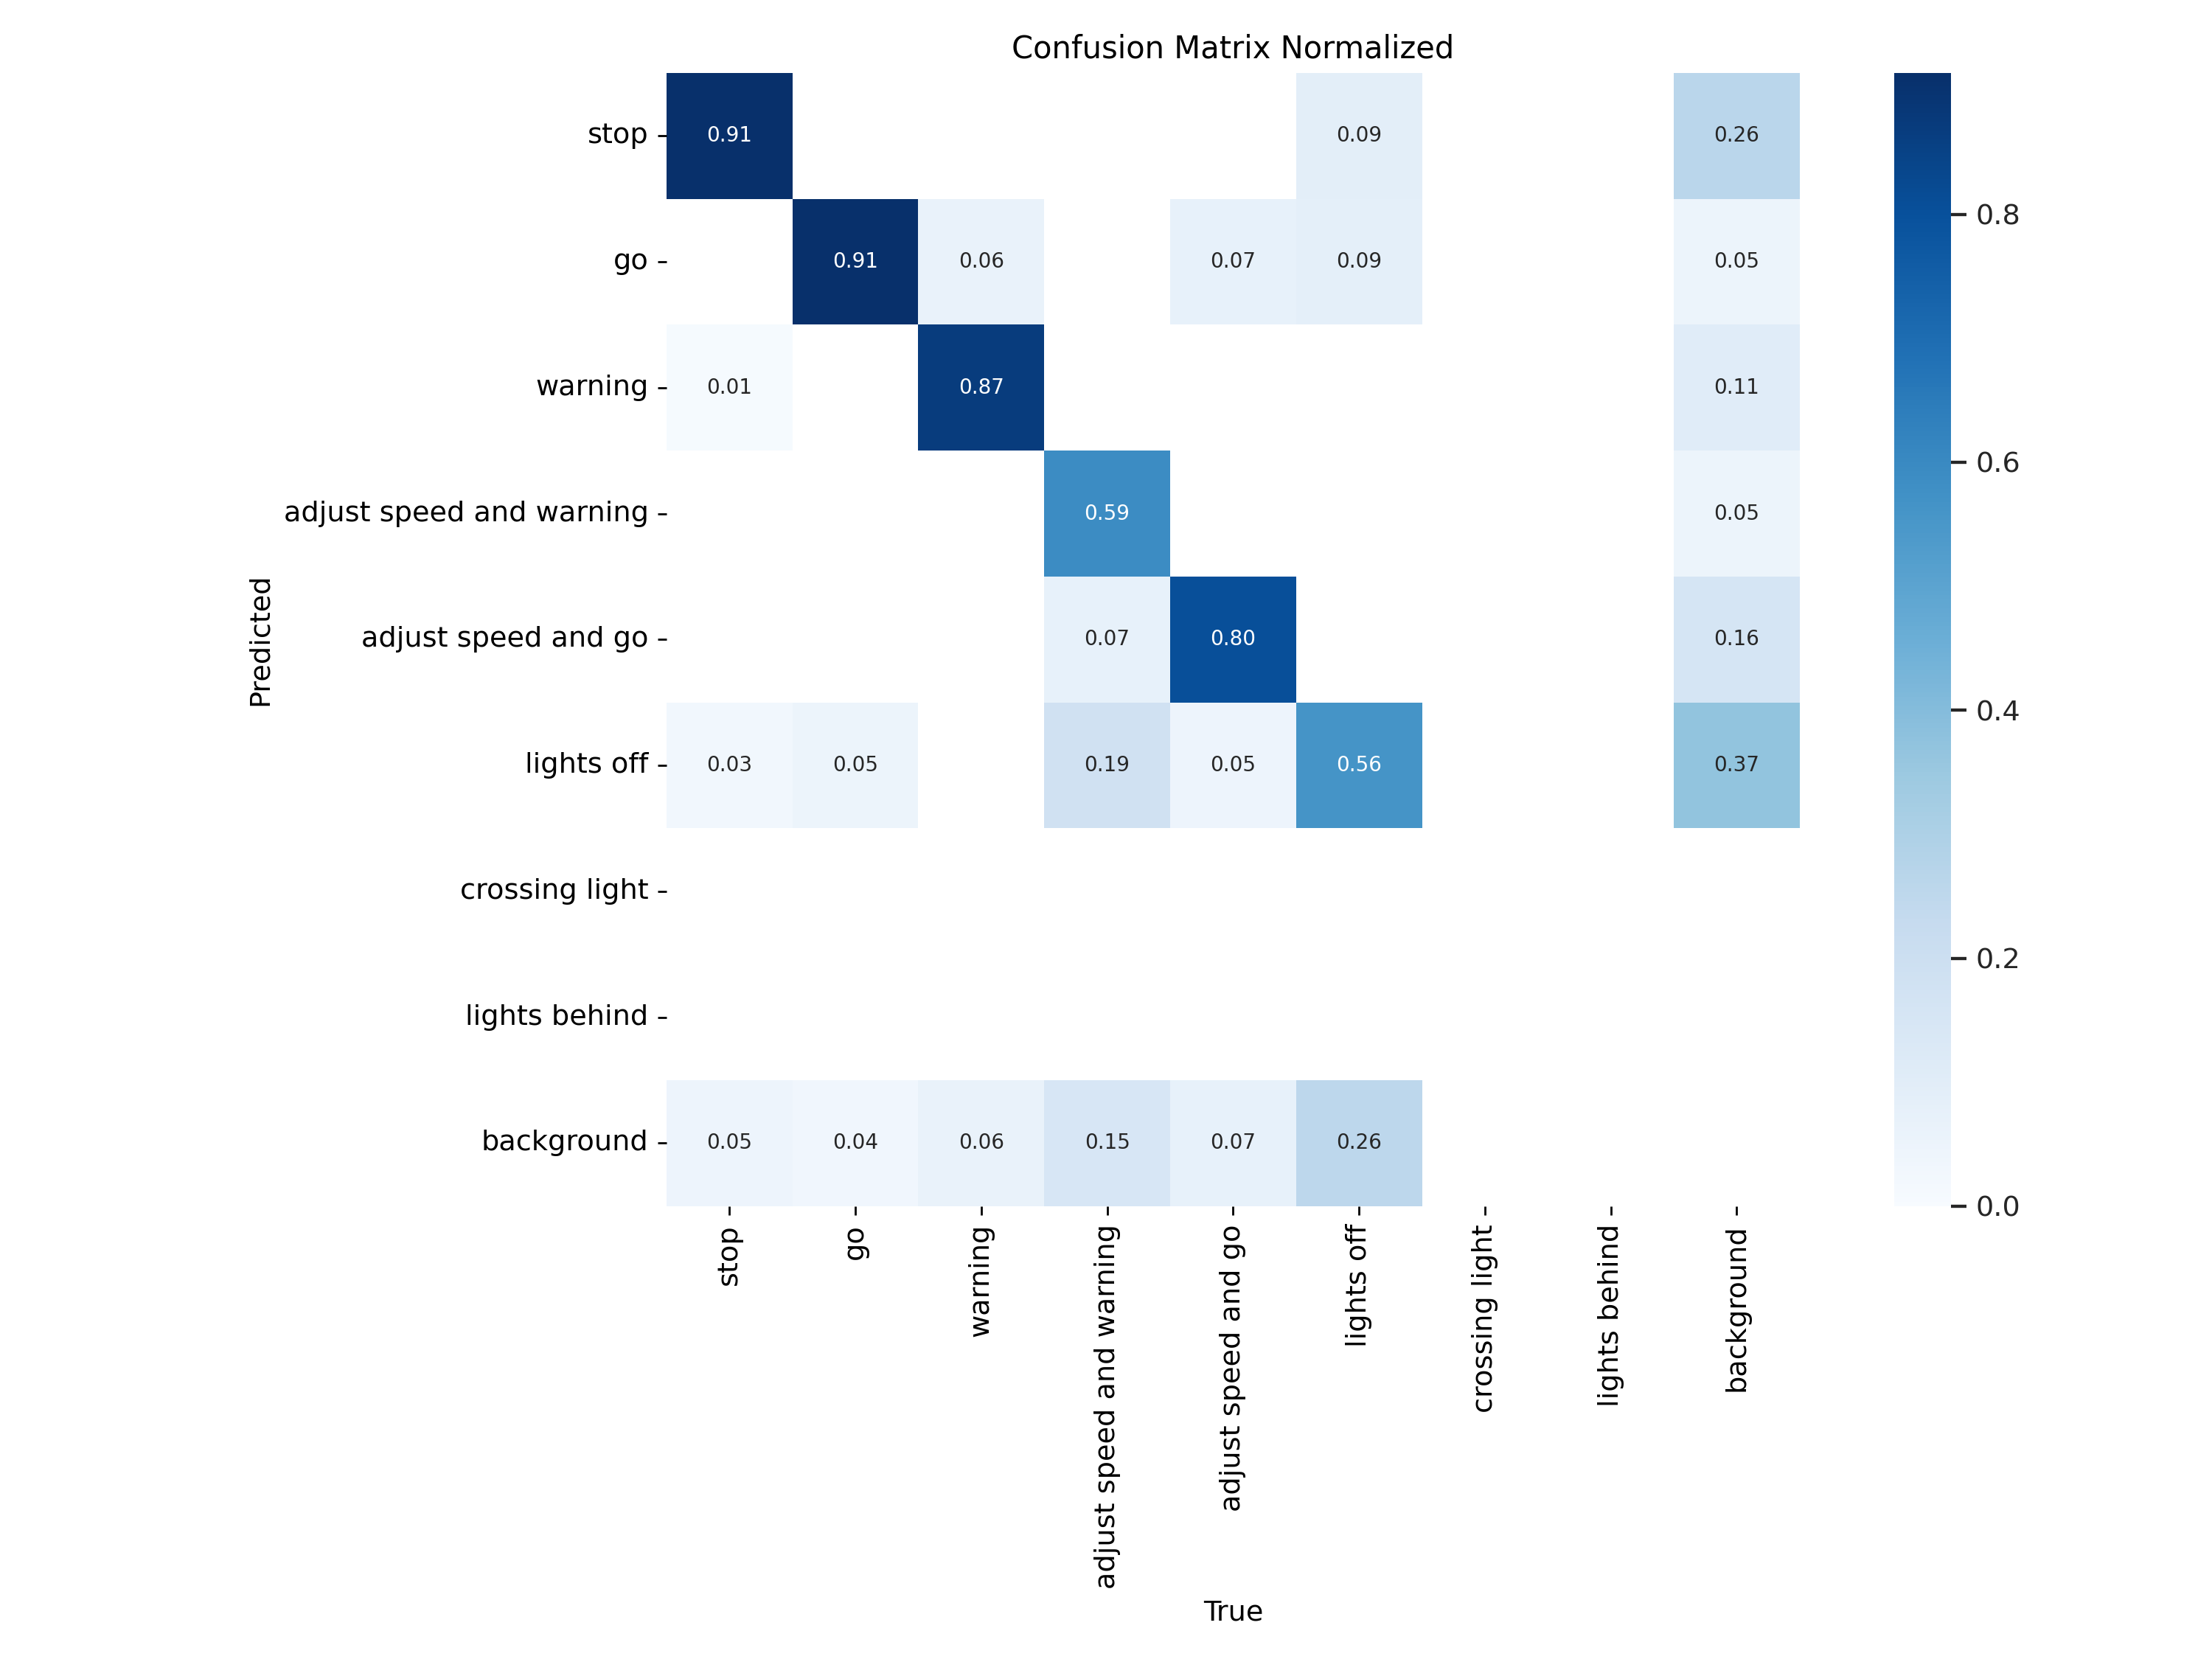 Confusion Matrix Normalized
stop 0.91 0.09 0.26
go 0.91 0.06 0.07 0.09 0.05
warning 0.01 0.87 0.11
adjust speed and warning 0.59 0.05
adjust speed and go 0.07 0.80 0.16
lights off 0.03 0.05 0.19 0.05 0.56 0.37
crossing light
lights behind
background 0.05 0.04 0.06 0.15 0.07 0.26
Predicted
stop
go
warning
adjust speed and warning
adjust speed and go
lights off
crossing light
lights behind
background
True
0.8
0.6
0.4
0.2
0.0